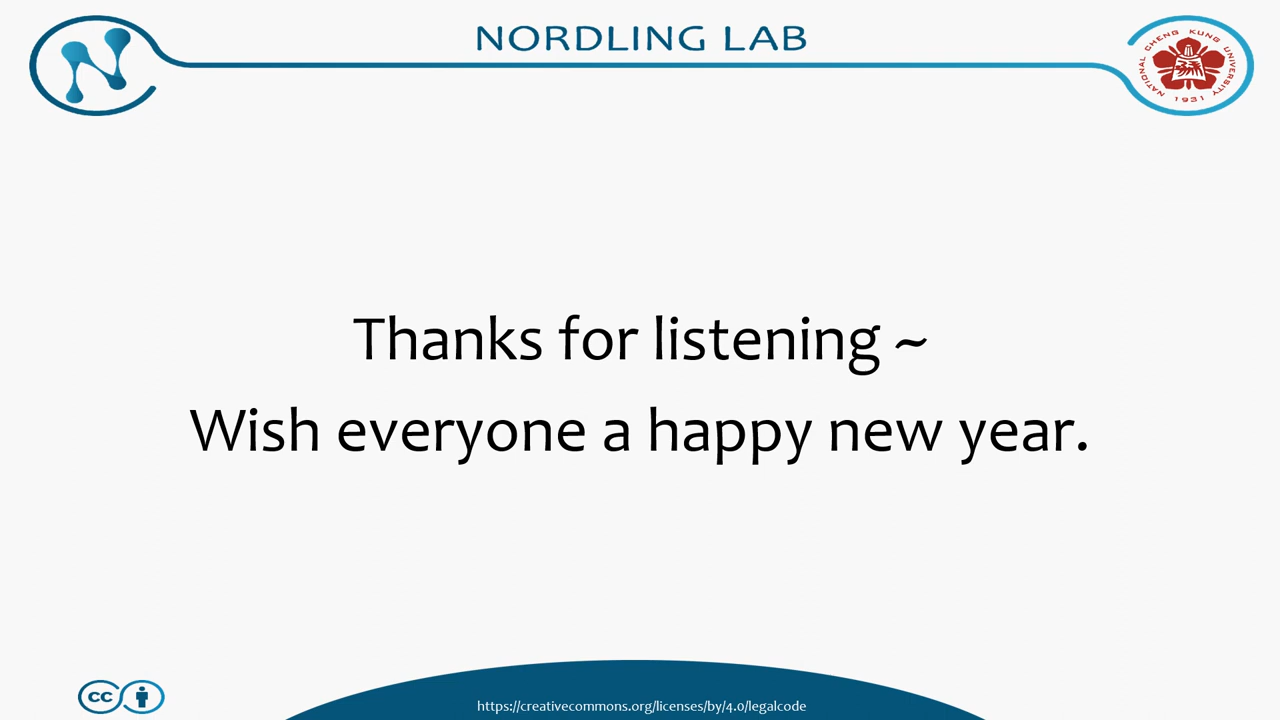 NORDLING LAB
NATIONAL CHENG KUNG UNIVERSITY
1931
Thanks for listening ~
Wish everyone a happy new year.
cc
https://creativecommons.org/licenses/by/4.0/legalcode